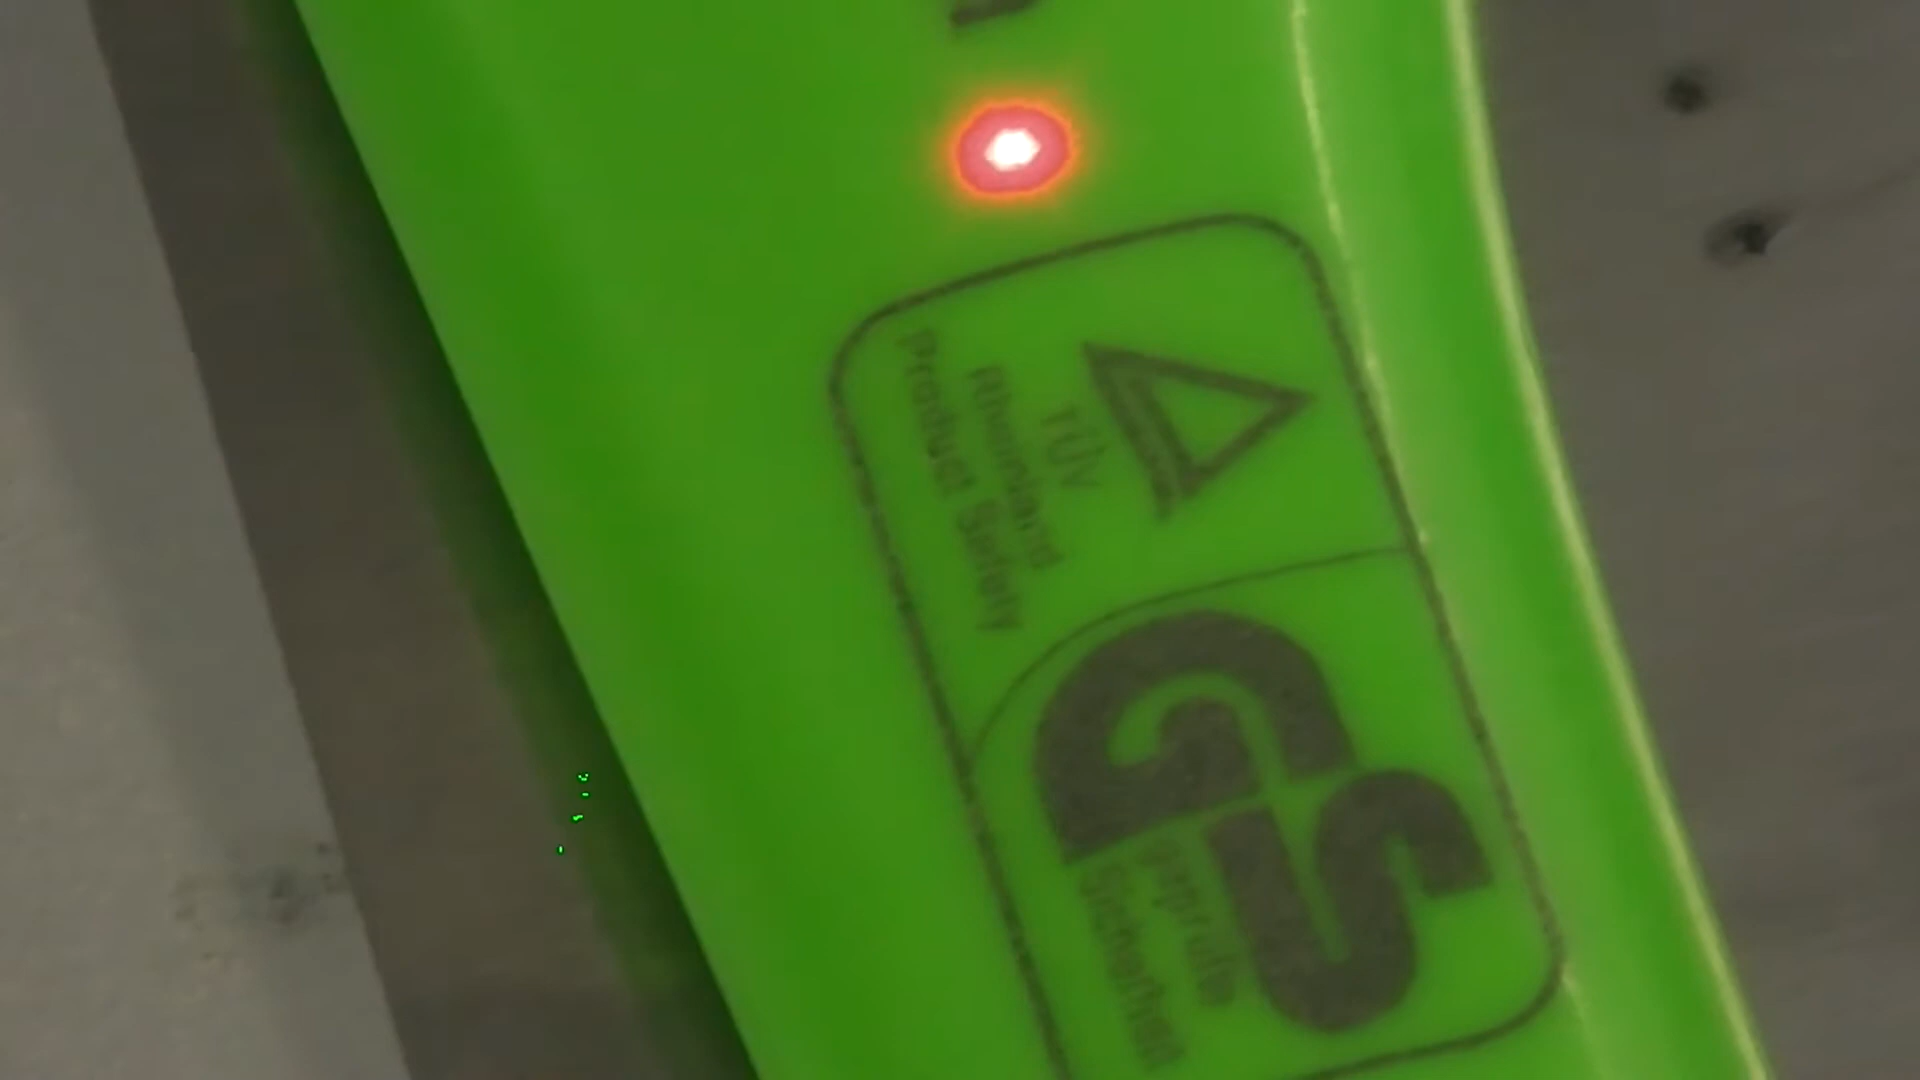 TÜV
Rheinland
Product Safety
GS
geprüfte
Sicherheit